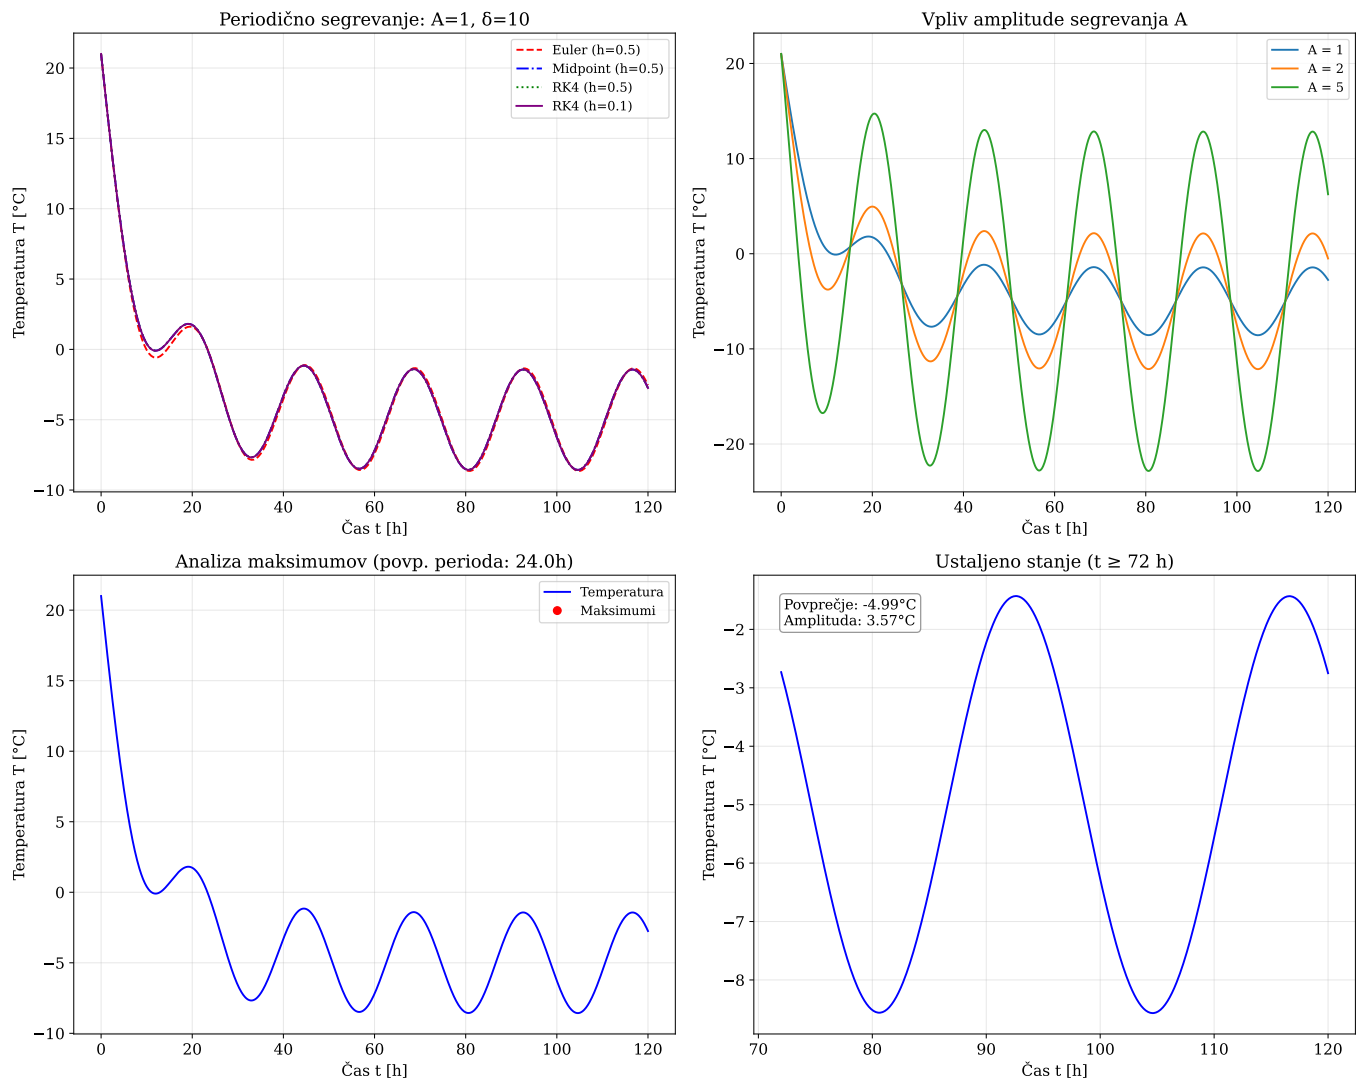 Periodično segrevanje: A=1, δ=10
Temperatura T [°C]
20
15
10
5
0
−5
−10
Euler (h=0.5)
Midpoint (h=0.5)
RK4 (h=0.5)
RK4 (h=0.1)
0 20 40 60 80 100 120
Čas t [h]
Vpliv amplitude segrevanja A
Temperatura T [°C]
20
10
0
−10
−20
A = 1
A = 2
A = 5
0 20 40 60 80 100 120
Čas t [h]
Analiza maksimumov (povp. perioda: 24.0h)
Temperatura T [°C]
20
15
10
5
0
−5
−10
Temperatura
Maksimumi
0 20 40 60 80 100 120
Čas t [h]
Ustaljeno stanje (t ≥ 72 h)
Temperatura T [°C]
Povprečje: -4.99°C
Amplituda: 3.57°C
−2
−3
−4
−5
−6
−7
−8
70 80 90 100 110 120
Čas t [h]